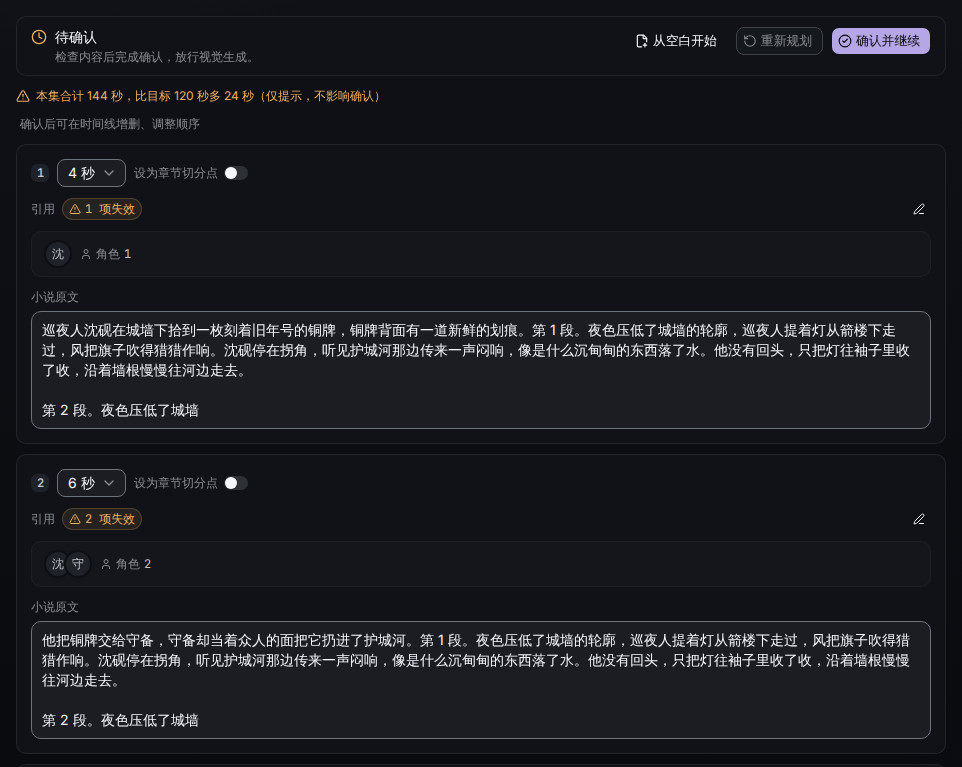 待确认
检查内容后完成确认，放行视觉生成。
从空白开始
重新规划
确认并继续
本集合计 144 秒，比目标 120 秒多 24 秒（仅提示，不影响确认）
确认后可在时间线增删、调整顺序
1 4 秒 设为章节切分点
引用 1 项失效
沈 角色 1
小说原文
巡夜人沈砚在城墙下拾到一枚刻着旧年号的铜牌，铜牌背面有一道新鲜的划痕。第 1 段。夜色压低了城墙的轮廓，巡夜人提着灯从箭楼下走
过，风把旗子吹得猎猎作响。沈砚停在拐角，听见护城河那边传来一声闷响，像是什么沉甸甸的东西落了水。他没有回头，只把灯往袖子里收
了收，沿着墙根慢慢往河边走去。
第 2 段。夜色压低了城墙
2 6 秒 设为章节切分点
引用 2 项失效
沈 守 角色 2
小说原文
他把铜牌交给守备，守备却当着众人的面把它扔进了护城河。第 1 段。夜色压低了城墙的轮廓，巡夜人提着灯从箭楼下走过，风把旗子吹得猎
猎作响。沈砚停在拐角，听见护城河那边传来一声闷响，像是什么沉甸甸的东西落了水。他没有回头，只把灯往袖子里收了收，沿着墙根慢慢
往河边走去。
第 2 段。夜色压低了城墙